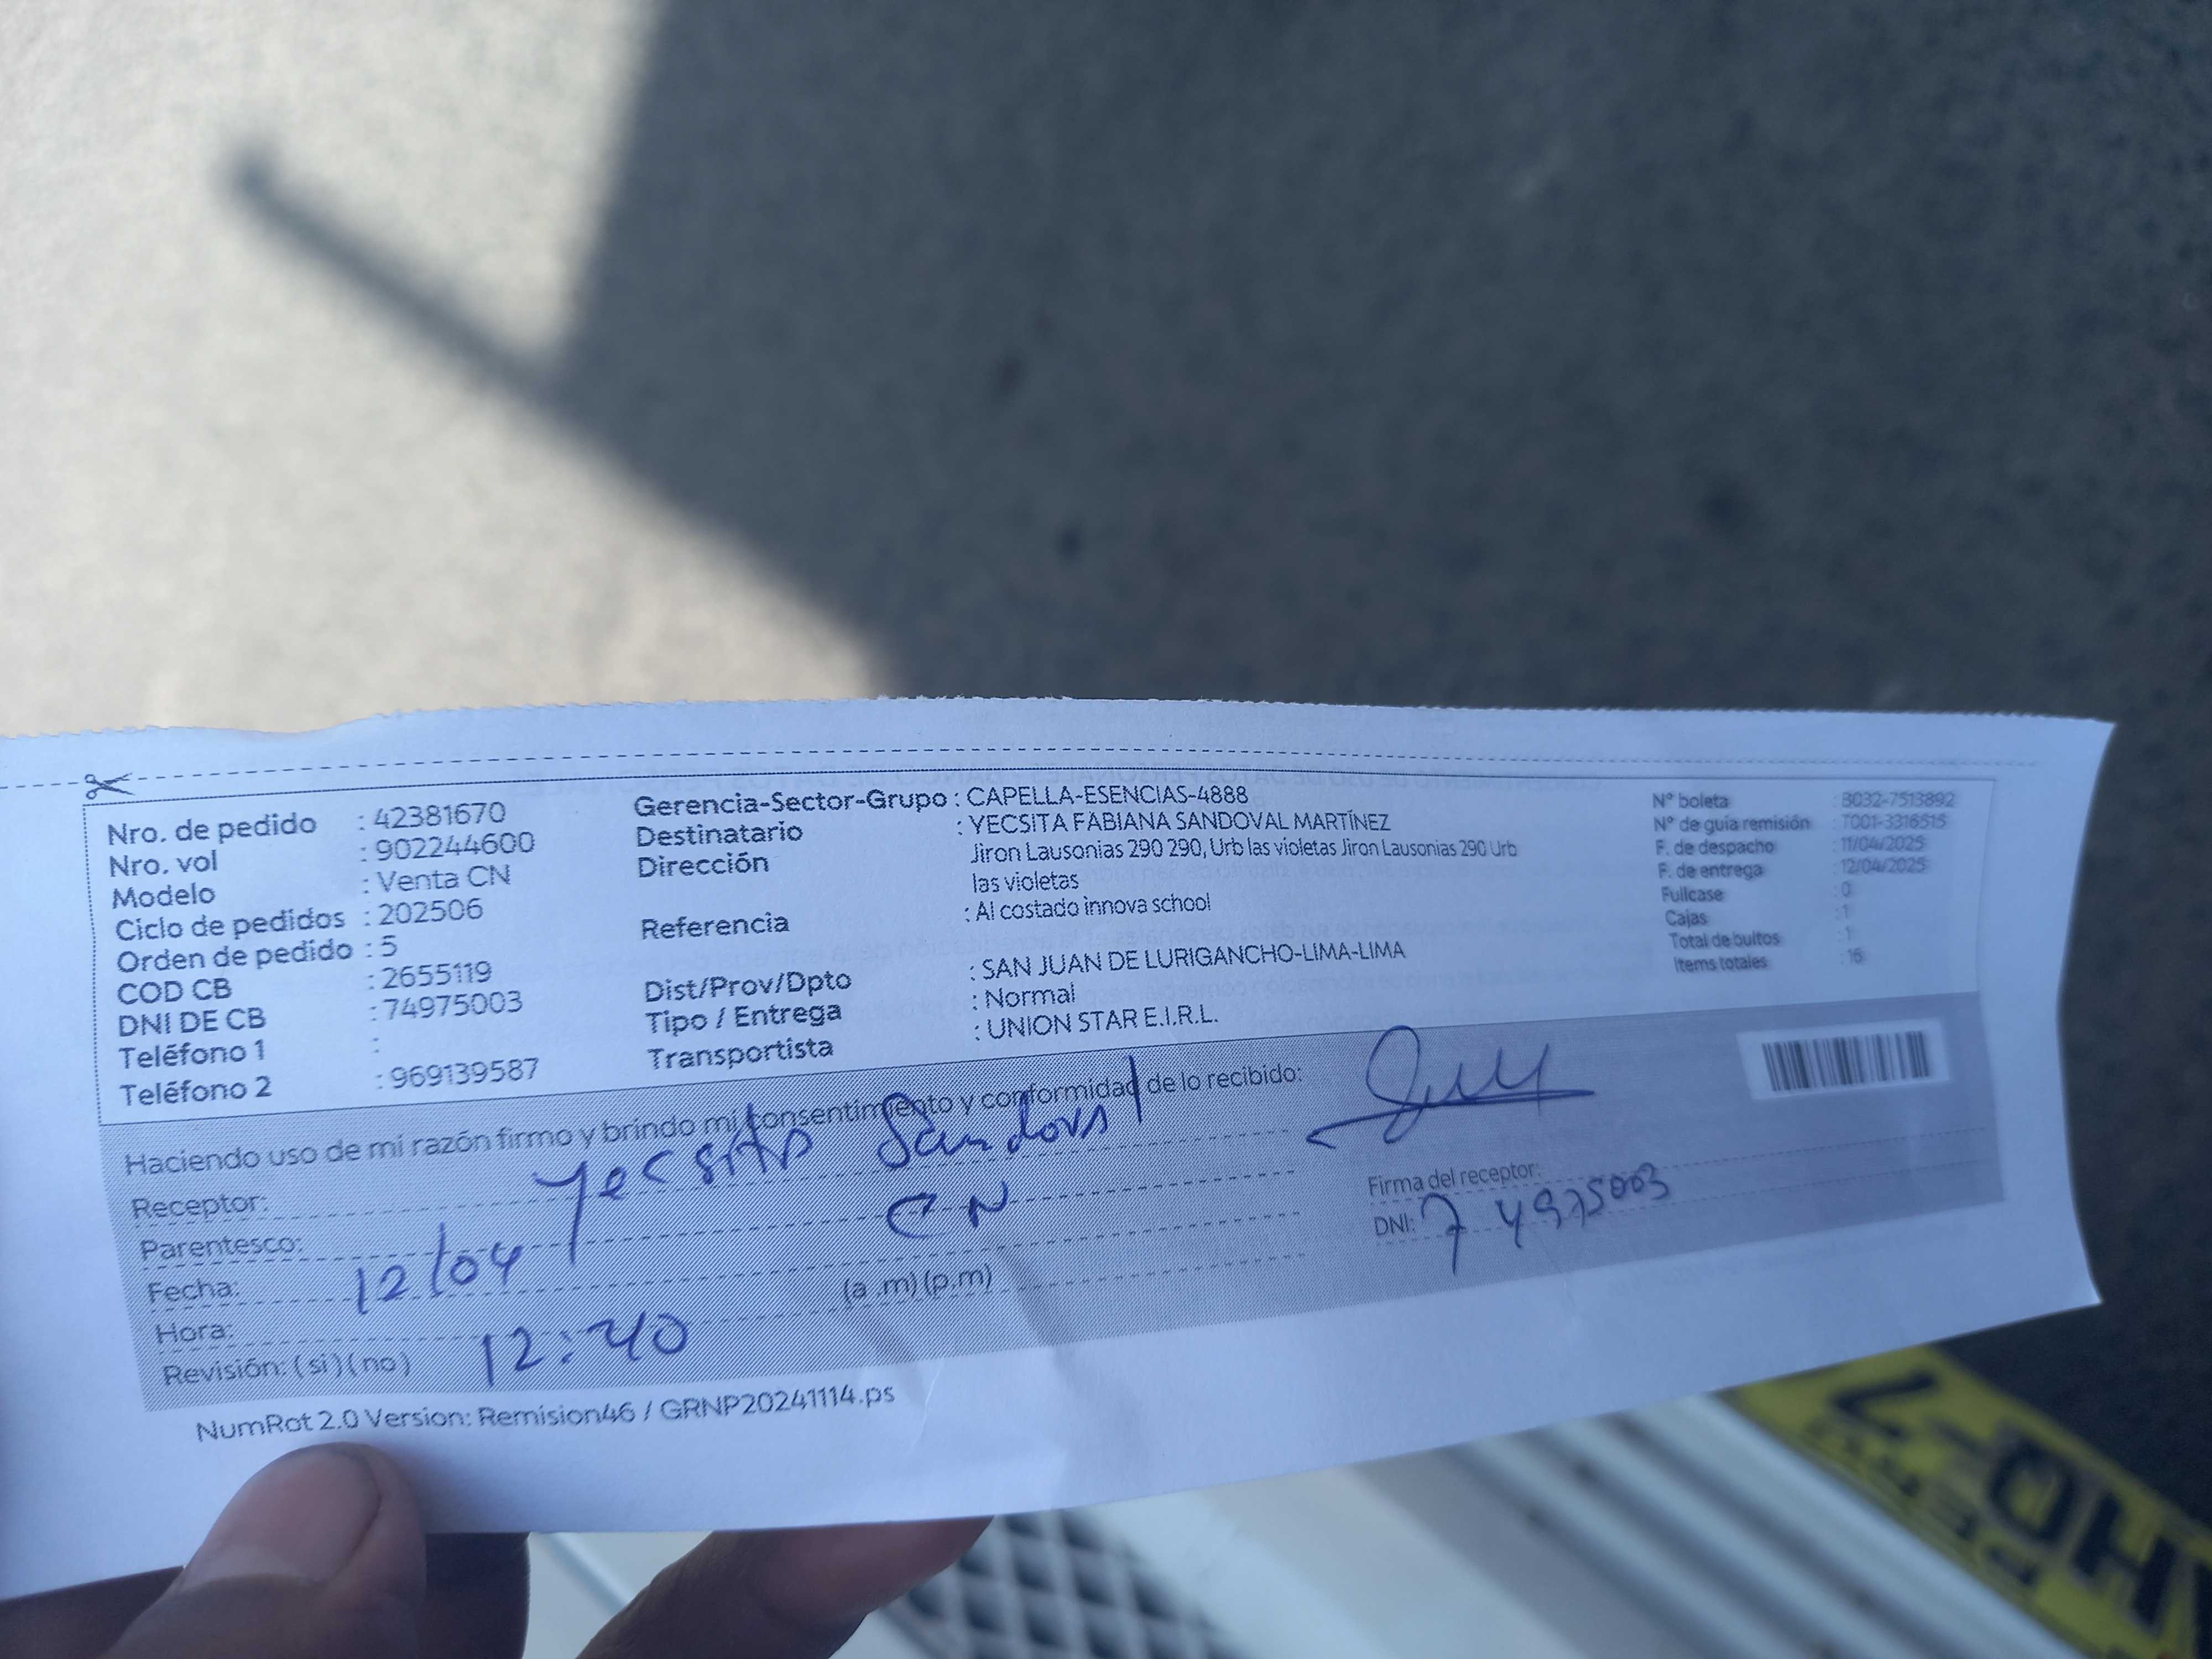 Nro. de pedido : 42381670
Nro. vol : 902244600
Modelo : Venta CN
Ciclo de pedidos : 202506
Orden de pedido : 5
COD CB : 2655119
DNI DE CB : 74975003
Teléfono 1 :
Teléfono 2 : 969139587
Gerencia-Sector-Grupo : CAPELLA-ESENCIAS-4888
Destinatario : YECSITA FABIANA SANDOVAL MARTÍNEZ
Dirección Jiron Lausonias 290 290, Urb las violetas Jiron Lausonias 290 Urb
las violetas
Referencia : Al costado innova school
Dist/Prov/Dpto : SAN JUAN DE LURIGANCHO-LIMA-LIMA
Tipo / Entrega : Normal
Transportista : UNION STAR E.I.R.L.
N° boleta : B032-7513892
N° de guía remisión : T001-3316515
F. de despacho : 11/04/2025
F. de entrega : 12/04/2025
Fullcase : 0
Cajas : 1
Total de bultos : 1
Items totales : 16
Haciendo uso de mi razón firmo y brindo mi consentimiento y conformidad de lo recibido:
Receptor: Yecsita Sandoval
Parentesco: CN
Fecha: 12/04
Hora: 12:40 (a .m) (p.m)
Revisión: (si) (no)
Firma del receptor:
DNI: 74975003
NumRot 2.0 Version: Remision46 / GRNP20241114.ps